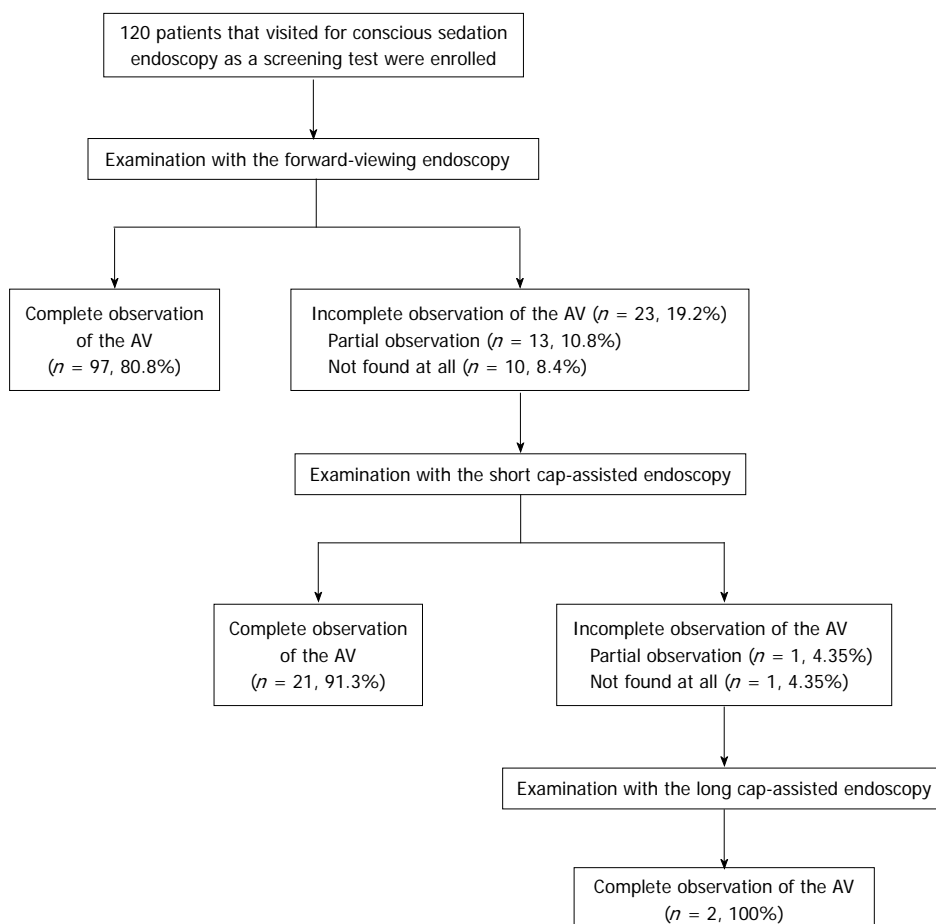 120 patients that visited for conscious sedation
endoscopy as a screening test were enrolled
Examination with the forward-viewing endoscopy
Complete observation
of the AV
(n = 97, 80.8%)
Incomplete observation of the AV (n = 23, 19.2%)
Partial observation (n = 13, 10.8%)
Not found at all (n = 10, 8.4%)
Examination with the short cap-assisted endoscopy
Complete observation
of the AV
(n = 21, 91.3%)
Incomplete observation of the AV
Partial observation (n = 1, 4.35%)
Not found at all (n = 1, 4.35%)
Examination with the long cap-assisted endoscopy
Complete observation of the AV
(n = 2, 100%)